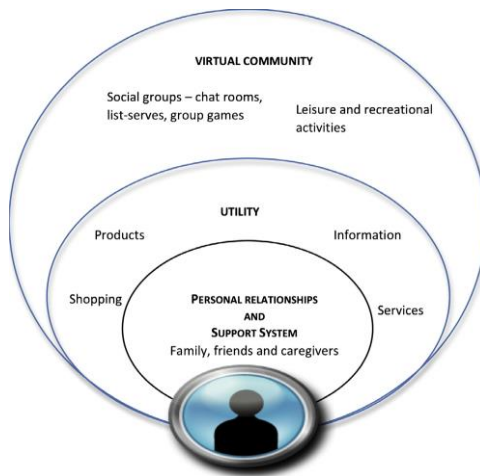 VIRTUAL COMMUNITY
Social groups – chat rooms,
list-serves, group games
Leisure and recreational
activities
UTILITY
Products
Information
Shopping
Services
PERSONAL RELATIONSHIPS
AND
SUPPORT SYSTEM
Family, friends and caregivers